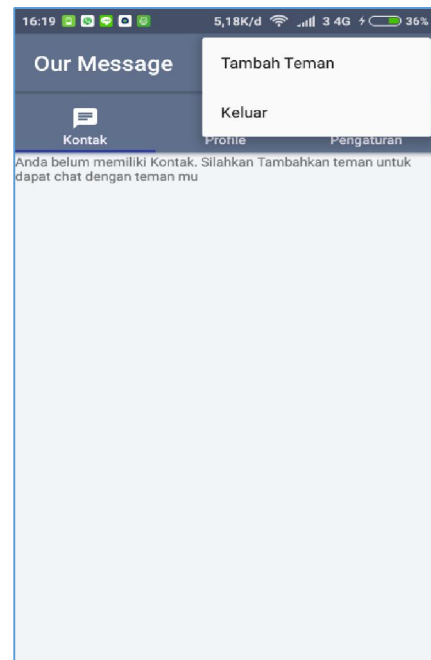 16:19 5,18K/d 3 4G 36%
Our Message
Tambah Teman
Keluar
Kontak Profile Pengaturan
Anda belum memiliki Kontak. Silahkan Tambahkan teman untuk
dapat chat dengan teman mu